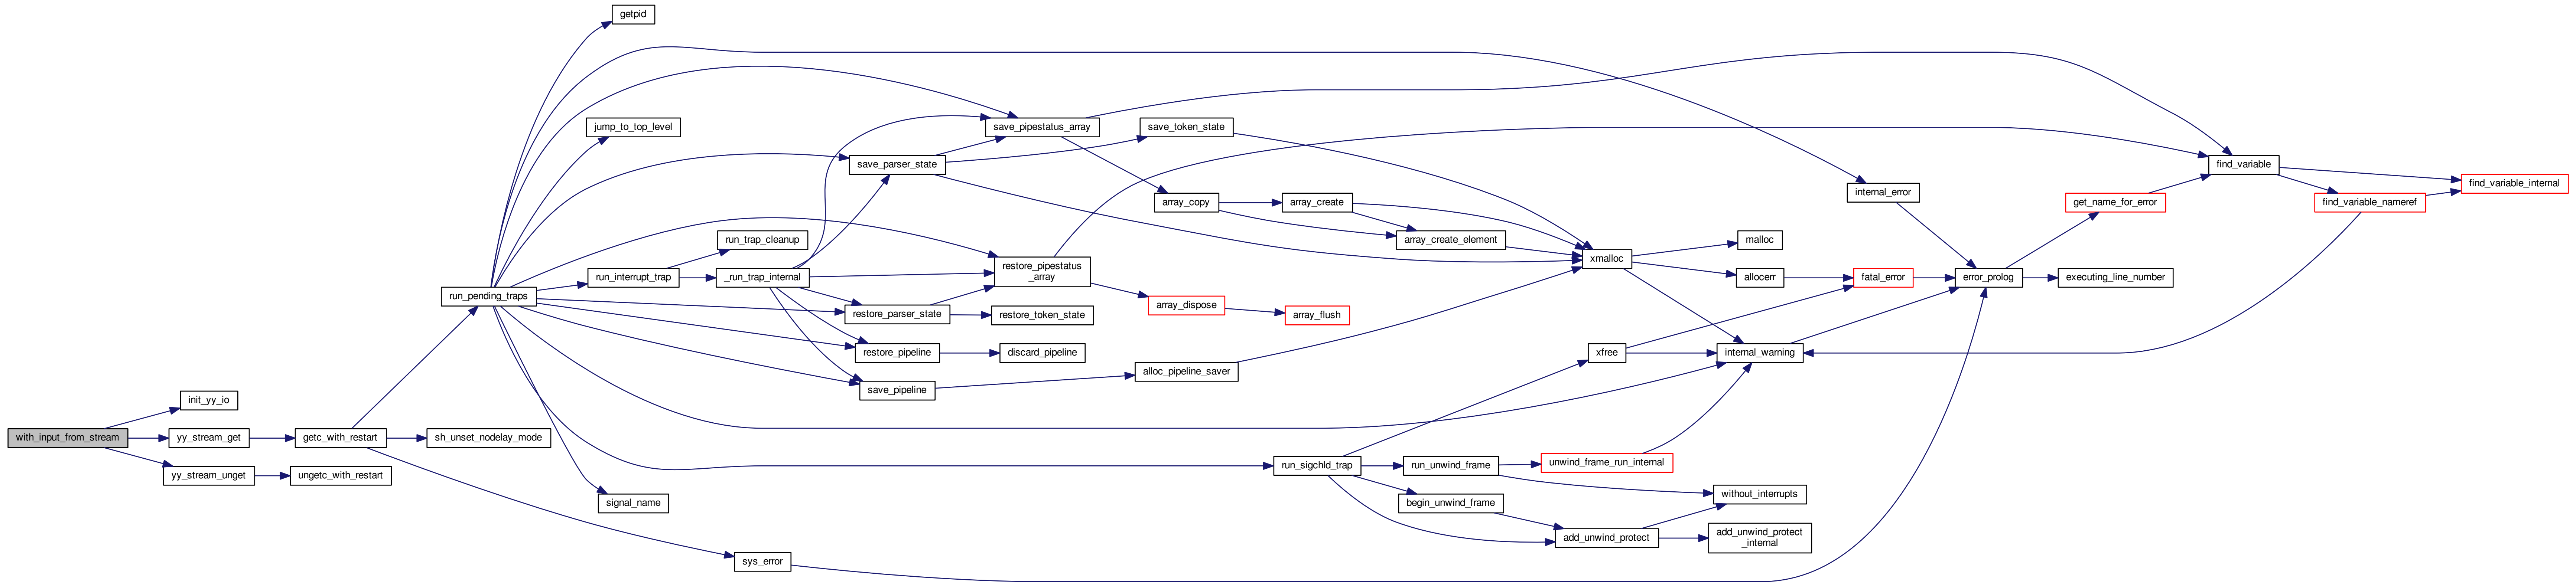 with_input_from_stream
init_yy_io
yy_stream_get
yy_stream_unget
getc_with_restart
ungetc_with_restart
run_pending_traps
sh_unset_nodelay_mode
sys_error
getpid
jump_to_top_level
run_interrupt_trap
signal_name
run_trap_cleanup
_run_trap_internal
save_parser_state
restore_parser_state
restore_pipeline
save_pipeline
save_pipestatus_array
restore_pipestatus
_array
restore_token_state
discard_pipeline
save_token_state
array_copy
array_dispose
alloc_pipeline_saver
array_create
array_flush
run_sigchld_trap
array_create_element
run_unwind_frame
begin_unwind_frame
xmalloc
xfree
unwind_frame_run_internal
add_unwind_protect
malloc
allocerr
internal_warning
without_interrupts
add_unwind_protect
_internal
internal_error
fatal_error
error_prolog
get_name_for_error
executing_line_number
find_variable
find_variable_nameref
find_variable_internal